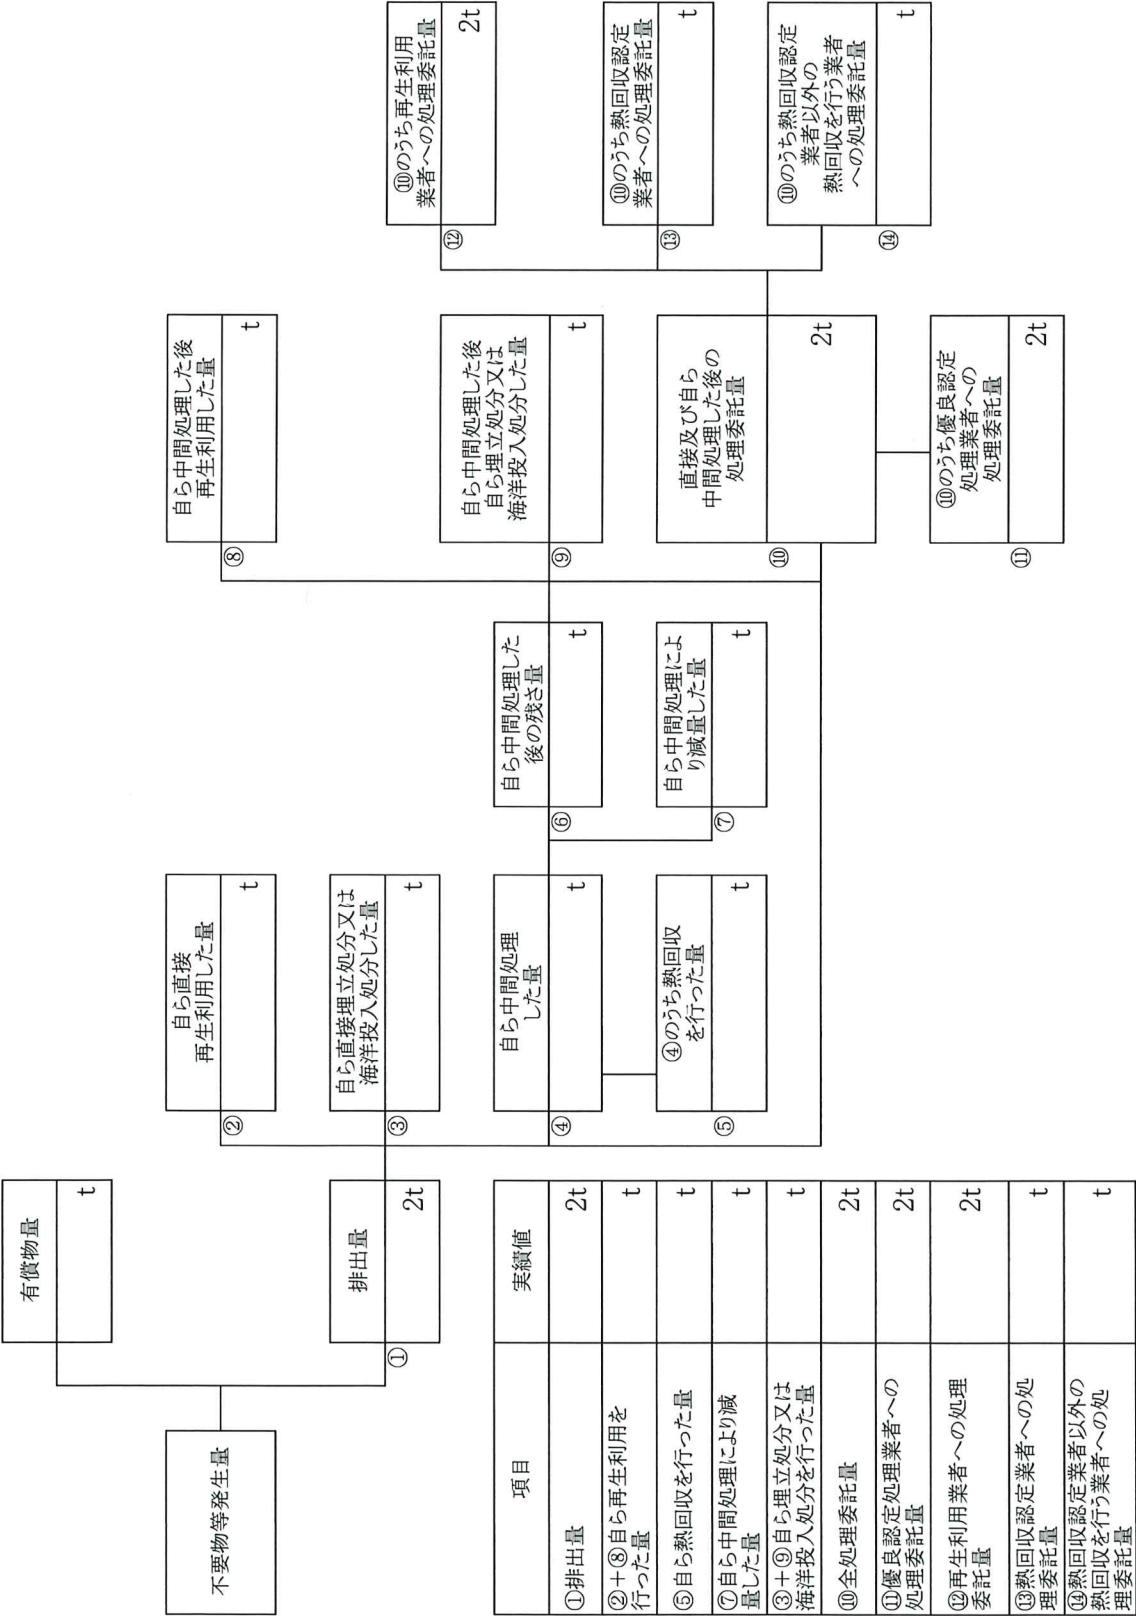 不要物等発生量
有償物量
t
排出量
①
2t
自ら直接
再生利用した量
②
t
自ら直接埋立処分又は
海洋投入処分した量
③
t
自ら中間処理
した量
④
t
④のうち熱回収
を行った量
⑤
t
自ら中間処理した
後の残さ量
⑥
t
自ら中間処理によ
り減量した量
⑦
t
自ら中間処理した後
再生利用した量
⑧
t
自ら中間処理した後
自ら埋立処分又は
海洋投入処分した量
⑨
t
直接及び自ら
中間処理した後の
処理委託量
⑩
2t
⑩のうち優良認定
処理業者への
処理委託量
⑪
2t
⑩のうち再生利用
業者への処理委託量
⑫
2t
⑩のうち熱回収認定
業者への処理委託量
⑬
t
⑩のうち熱回収認定
業者以外の
熱回収を行う業者
への処理委託量
⑭
t
項目
実績値
①排出量
2t
②+⑧自ら再生利用を
行った量
t
⑤自ら熱回収を行った量
t
⑦自ら中間処理により減
量した量
t
③+⑨自ら埋立処分又は
海洋投入処分を行った量
t
⑩全処理委託量
2t
⑪優良認定処理業者への
処理委託量
2t
⑫再生利用業者への処理
委託量
2t
⑬熱回収認定業者への処
理委託量
t
⑭熱回収認定業者以外の
熱回収を行う業者への処
理委託量
t